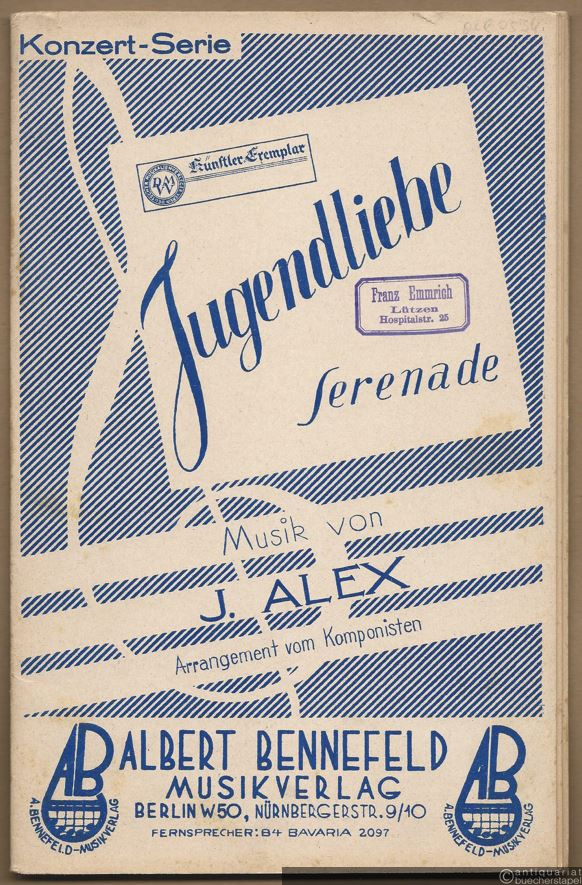 Konzert-Serie
Künstler-Exemplar
Jugendliebe
Franz Emmrich
Lützen
Hospitalstr. 25
Serenade
Musik von
J. ALEX
Arrangement vom Komponisten
AB ALBERT BENNEFELD AB
MUSIKVERLAG
BERLIN W50, NÜRNBERGERSTR. 9/10
FERNSPRECHER: B4 BAVARIA 2097
A. BENNEFELD-MUSIKVERLAG
A. BENNEFELD-MUSIKVERLAG
©antiquariat
buecherstapel